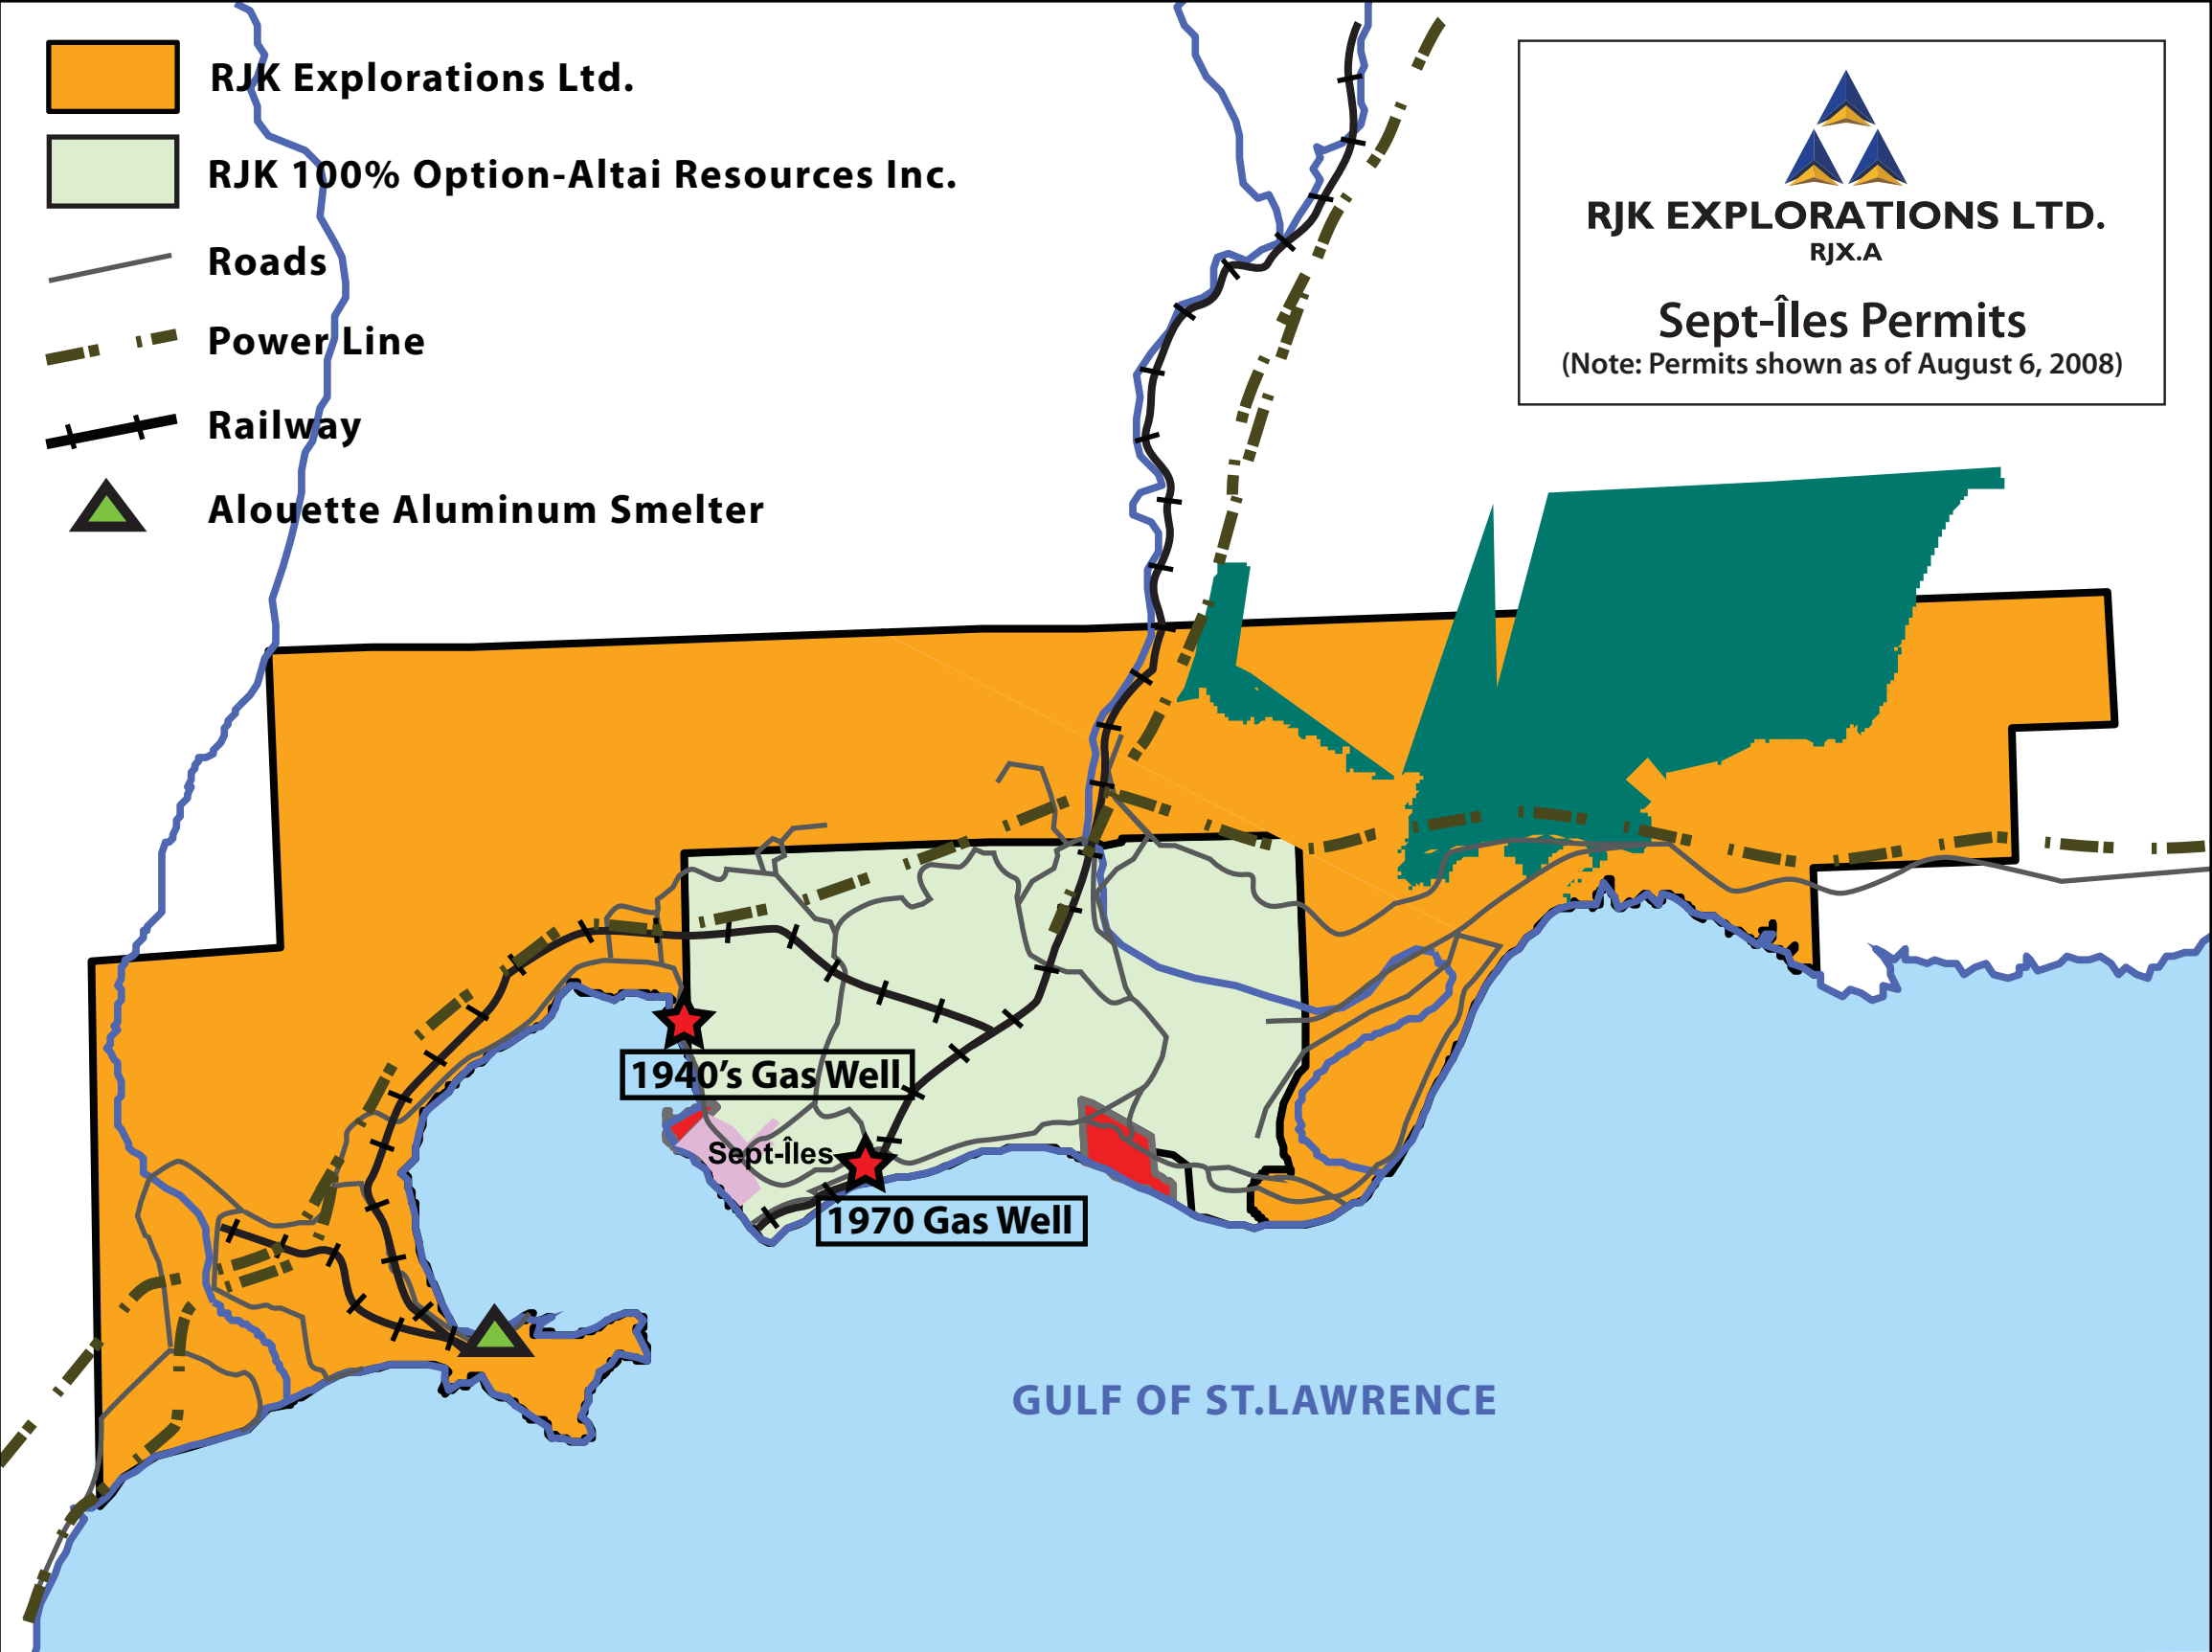 RJK Explorations Ltd.
RJK 100% Option-Altai Resources Inc.
Roads
Power Line
Railway
Alouette Aluminum Smelter
RJK EXPLORATIONS LTD.
RJX.A
Sept-Îles Permits
(Note: Permits shown as of August 6, 2008)
1940’s Gas Well
Sept-Îles
1970 Gas Well
GULF OF ST.LAWRENCE